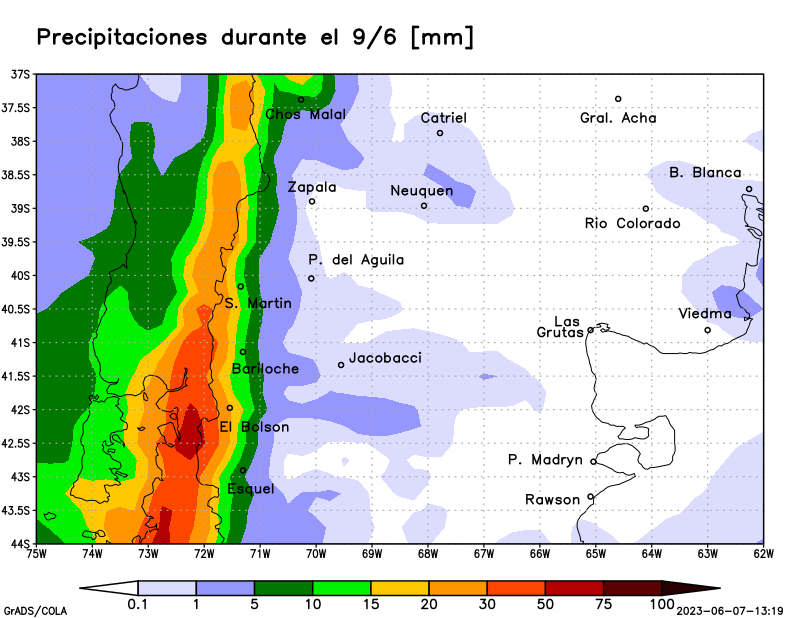 Precipitaciones durante el 9/6 [mm]
37S
37.5S
Chos Malal
Catriel
Gral. Acha
38S
38.5S
Zapala
Neuquen
B. Blanca
39S
Rio Colorado
39.5S
P. del Aguila
40S
S. Martin
40.5S
Viedma
Las
Grutas
41S
Bariloche
Jacobacci
41.5S
42S
El Bolson
42.5S
P. Madryn
43S
Esquel
Rawson
43.5S
44S
75W 74W 73W 72W 71W 70W 69W 68W 67W 66W 65W 64W 63W 62W
0.1 1 5 10 15 20 30 50 75 100
GrADS/COLA
2023-06-07-13:19